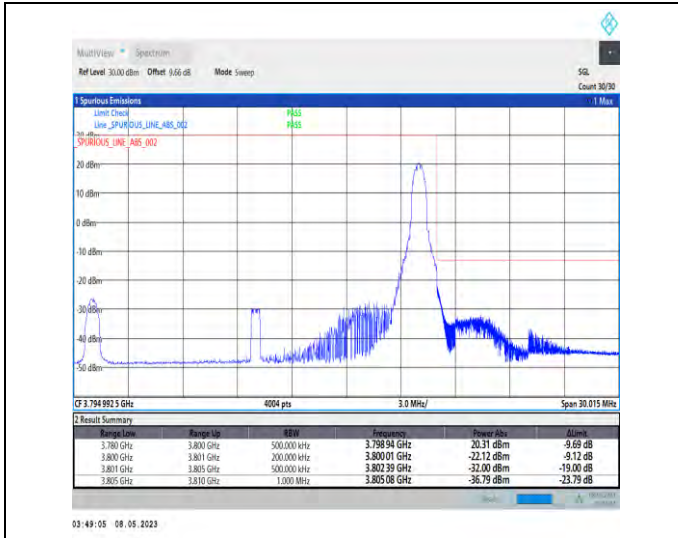 MultiView Spectrum
Ref Level 30.00 dBm Offset 9.66 dB Mode Sweep SGL
Count 30/30
1 Spurious Emissions 1 Max
Limit Check PASS
Line _SPURIOUS_LINE_ABS_002 PASS
_SPURIOUS_LINE_ABS_002
20 dBm
10 dBm
0 dBm
-10 dBm
-20 dBm
-30 dBm
-40 dBm
-50 dBm
CF 3.794 992 5 GHz 4004 pts 3.0 MHz/ Span 30.015 MHz
2 Result Summary
Range Low Range Up RBW Frequency Power Abs ΔLimit
3.780 GHz 3.800 GHz 500.000 kHz 3.798 94 GHz 20.31 dBm -9.69 dB
3.800 GHz 3.801 GHz 200.000 kHz 3.800 01 GHz -22.12 dBm -9.12 dB
3.801 GHz 3.805 GHz 500.000 kHz 3.802 39 GHz -32.00 dBm -19.00 dB
3.805 GHz 3.810 GHz 1.000 MHz 3.805 08 GHz -36.79 dBm -23.79 dB
03:49:05 08.05.2023